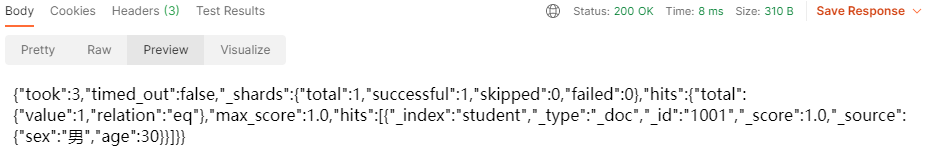 Body Cookies Headers (3) Test Results Status: 200 OK Time: 8 ms Size: 310 B Save Response
Pretty Raw Preview Visualize
{"took":3,"timed_out":false,"_shards":{"total":1,"successful":1,"skipped":0,"failed":0},"hits":{"total":
{"value":1,"relation":"eq"},"max_score":1.0,"hits":[{"_index":"student","_type":"_doc","_id":"1001","_score":1.0,"_source":
{"sex":"男","age":30}}]}}